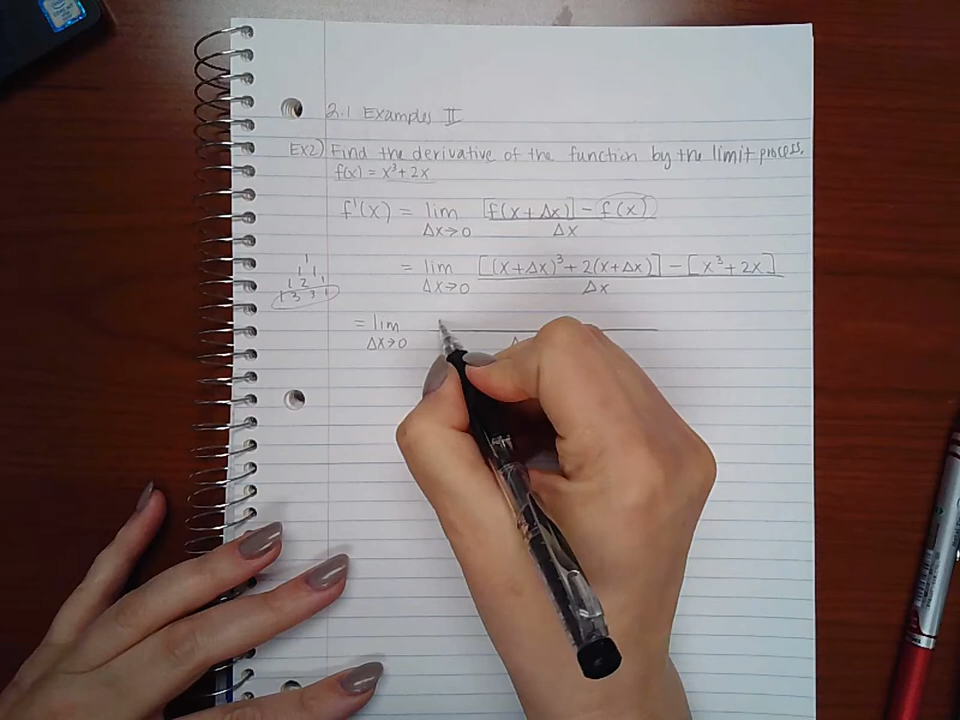 2.1 Examples II
Ex2) Find the derivative of the function by the limit process.
f(x) = x³ + 2x
f'(x) = lim [f(x+Δx)] - f(x)
Δx→0 Δx
= lim [(x+Δx)³ + 2(x+Δx)] - [x³ + 2x]
Δx→0 Δx
1
1 1
1 2 1
1 3 3 1
= lim
Δx→0